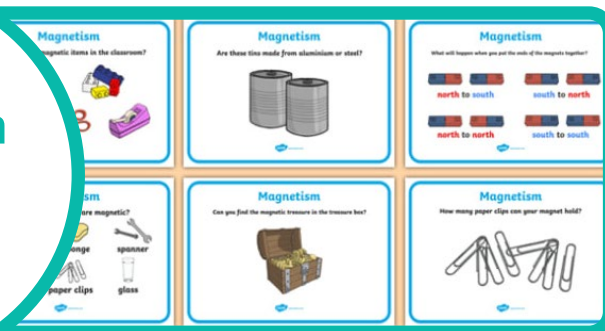 Magnetism
magnetic items in the classroom?
Magnetism
Are these tins made from aluminium or steel?
Magnetism
What will happen when you put the ends of the magnets together?
north to south
south to north
north to north
south to south
are magnetic?
spanner
paper clips
glass
Magnetism
Can you find the magnetic treasure in the treasure box?
Magnetism
How many paper clips can your magnet hold?